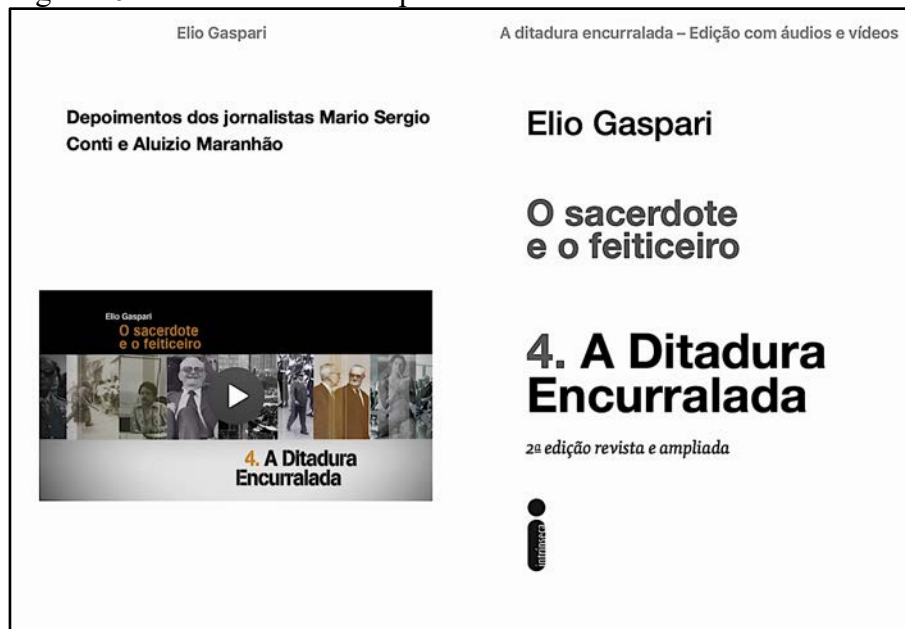 Elio Gaspari
A ditadura encurralada – Edição com áudios e vídeos
Depoimentos dos jornalistas Mario Sergio
Conti e Aluizio Maranhão
Elio Gaspari
O sacerdote
e o feiticeiro
4. A Ditadura
Encurralada
Elio Gaspari
O sacerdote
e o feiticeiro
4. A Ditadura
Encurralada
2ª edição revista e ampliada
intrínseca